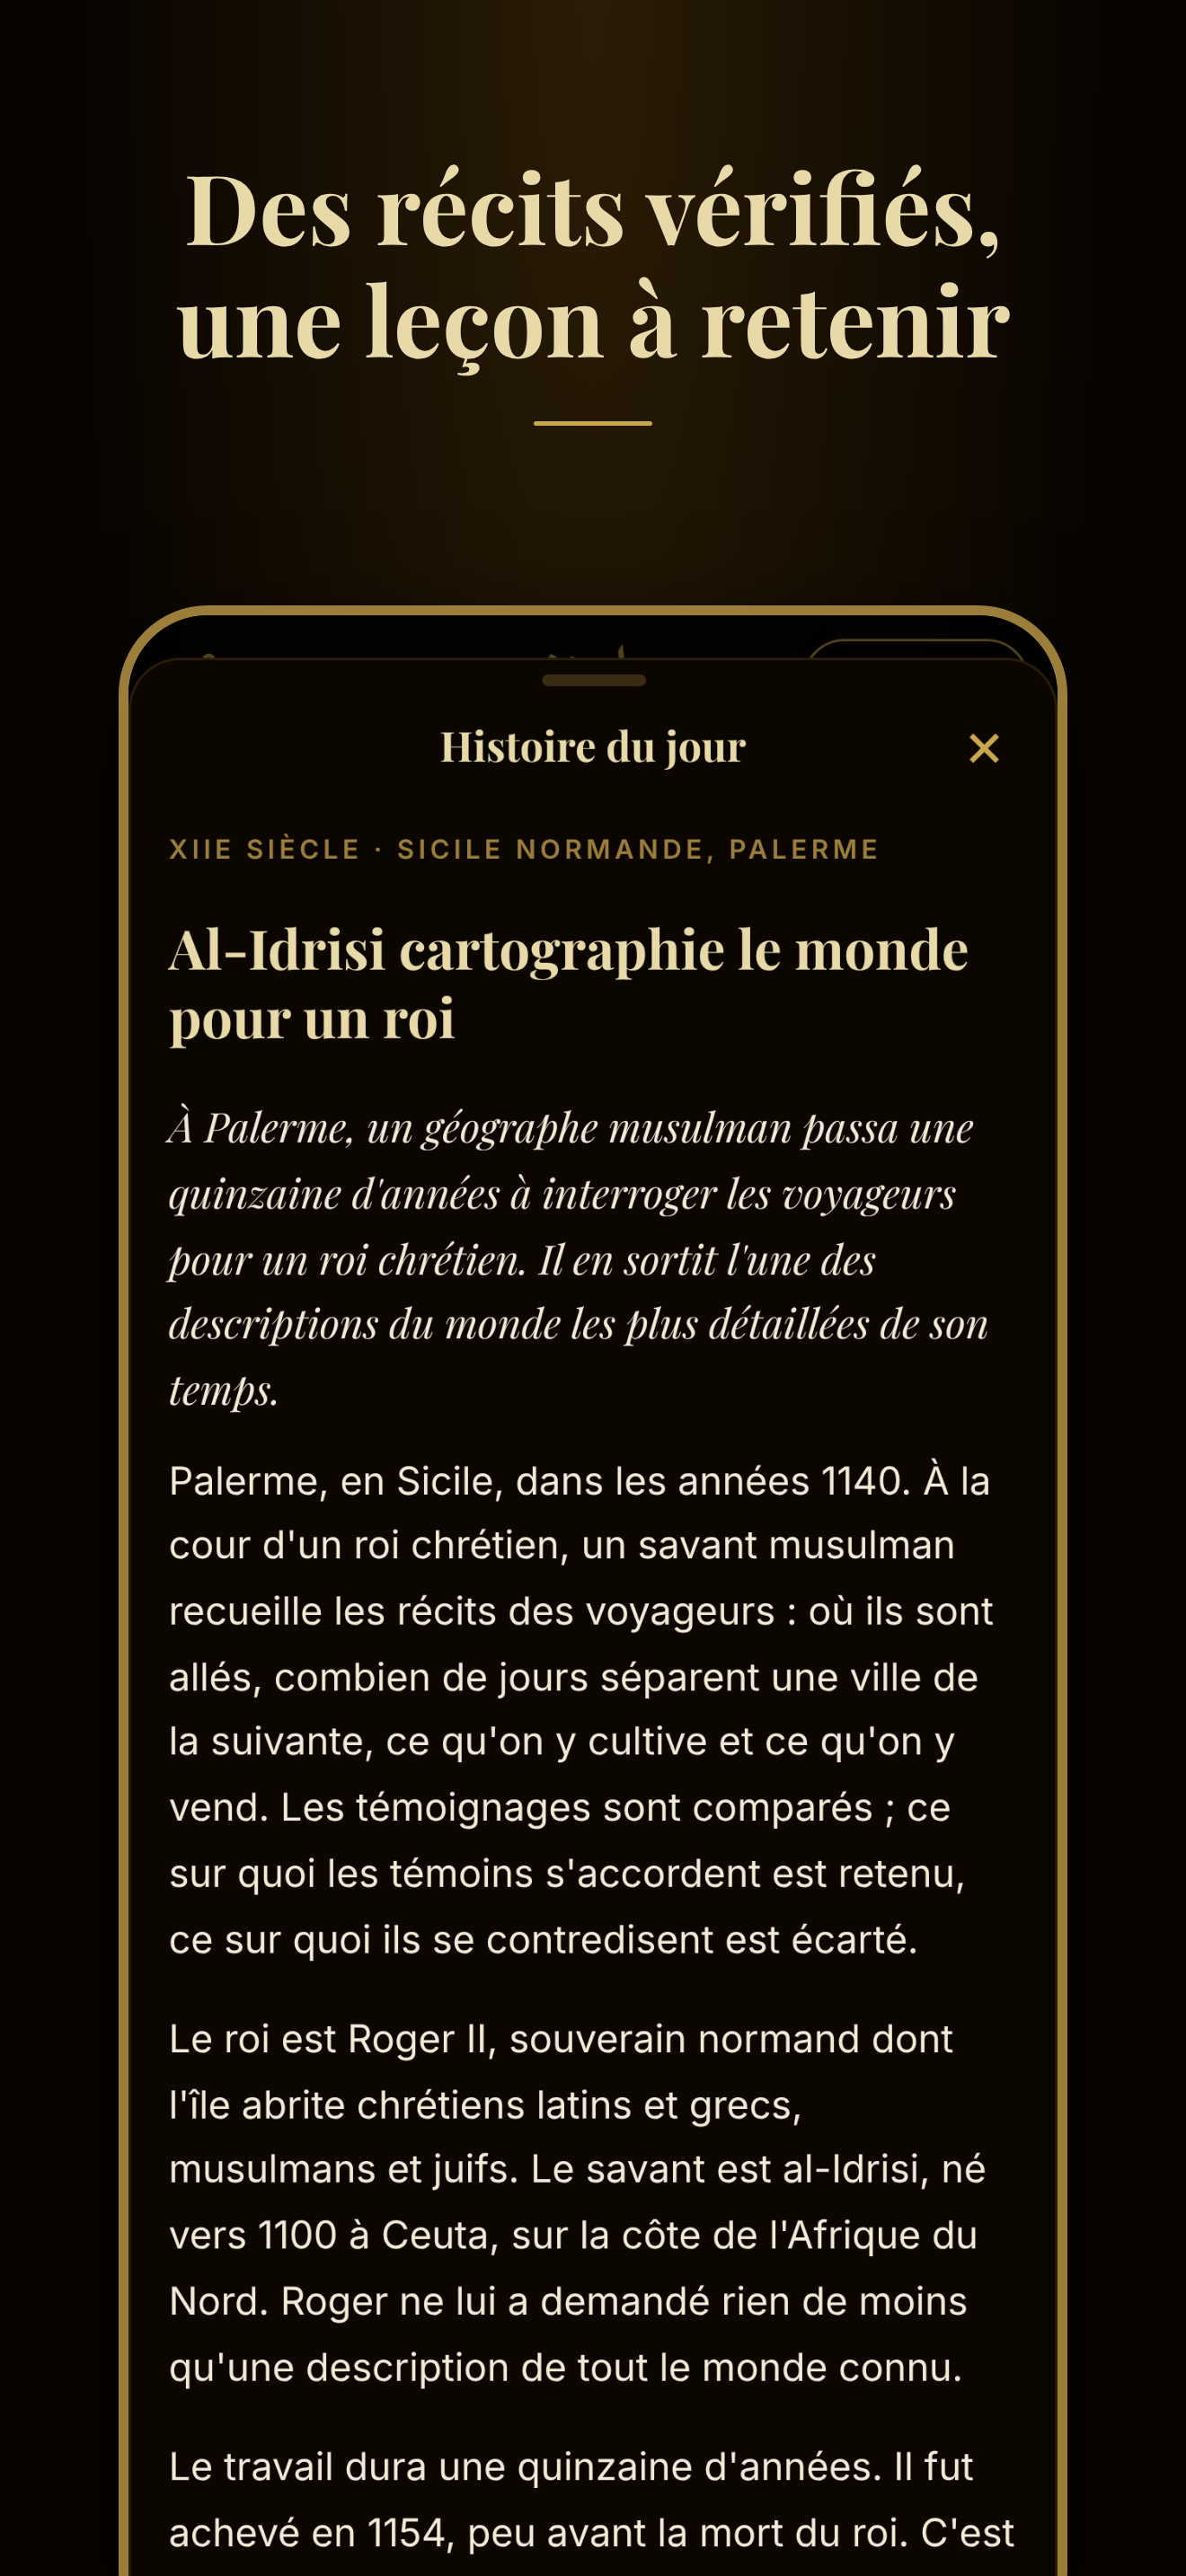 Des récits vérifiés,
une leçon à retenir
Histoire du jour
XIIE SIÈCLE · SICILE NORMANDE, PALERME
Al-Idrisi cartographie le monde
pour un roi
À Palerme, un géographe musulman passa une
quinzaine d'années à interroger les voyageurs
pour un roi chrétien. Il en sortit l'une des
descriptions du monde les plus détaillées de son
temps.
Palerme, en Sicile, dans les années 1140. À la
cour d'un roi chrétien, un savant musulman
recueille les récits des voyageurs : où ils sont
allés, combien de jours séparent une ville de
la suivante, ce qu'on y cultive et ce qu'on y
vend. Les témoignages sont comparés ; ce
sur quoi les témoins s'accordent est retenu,
ce sur quoi ils se contredisent est écarté.
Le roi est Roger II, souverain normand dont
l'île abrite chrétiens latins et grecs,
musulmans et juifs. Le savant est al-Idrisi, né
vers 1100 à Ceuta, sur la côte de l'Afrique du
Nord. Roger ne lui a demandé rien de moins
qu'une description de tout le monde connu.
Le travail dura une quinzaine d'années. Il fut
achevé en 1154, peu avant la mort du roi. C'est